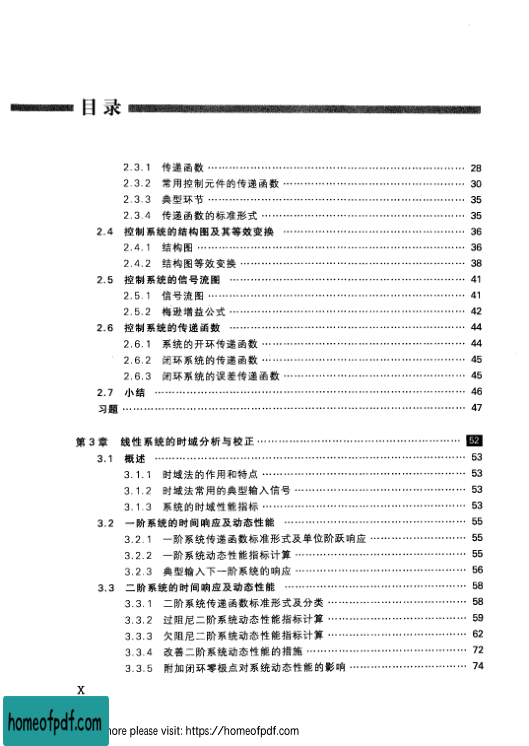 目录
2.3.1 传递函数 28
2.3.2 常用控制元件的传递函数 30
2.3.3 典型环节 35
2.3.4 传递函数的标准形式 35
2.4 控制系统的结构图及其等效变换 36
2.4.1 结构图 36
2.4.2 结构图等效变换 38
2.5 控制系统的信号流图 41
2.5.1 信号流图 41
2.5.2 梅逊增益公式 42
2.6 控制系统的传递函数 44
2.6.1 系统的开环传递函数 44
2.6.2 闭环系统的传递函数 45
2.6.3 闭环系统的误差传递函数 45
2.7 小结 46
习题 47
第3章 线性系统的时域分析与校正 52
3.1 概述 53
3.1.1 时域法的作用和特点 53
3.1.2 时域法常用的典型输入信号 53
3.1.3 系统的时域性能指标 53
3.2 一阶系统的时间响应及动态性能 55
3.2.1 一阶系统传递函数标准形式及单位阶跃响应 55
3.2.2 一阶系统动态性能指标计算 55
3.2.3 典型输入下一阶系统的响应 56
3.3 二阶系统的时间响应及动态性能 58
3.3.1 二阶系统传递函数标准形式及分类 58
3.3.2 过阻尼二阶系统动态性能指标计算 59
3.3.3 欠阻尼二阶系统动态性能指标计算 62
3.3.4 改善二阶系统动态性能的措施 72
3.3.5 附加闭环零极点对系统动态性能的影响 74
X
homeofpdf.com
ore please visit: https://homeofpdf.com